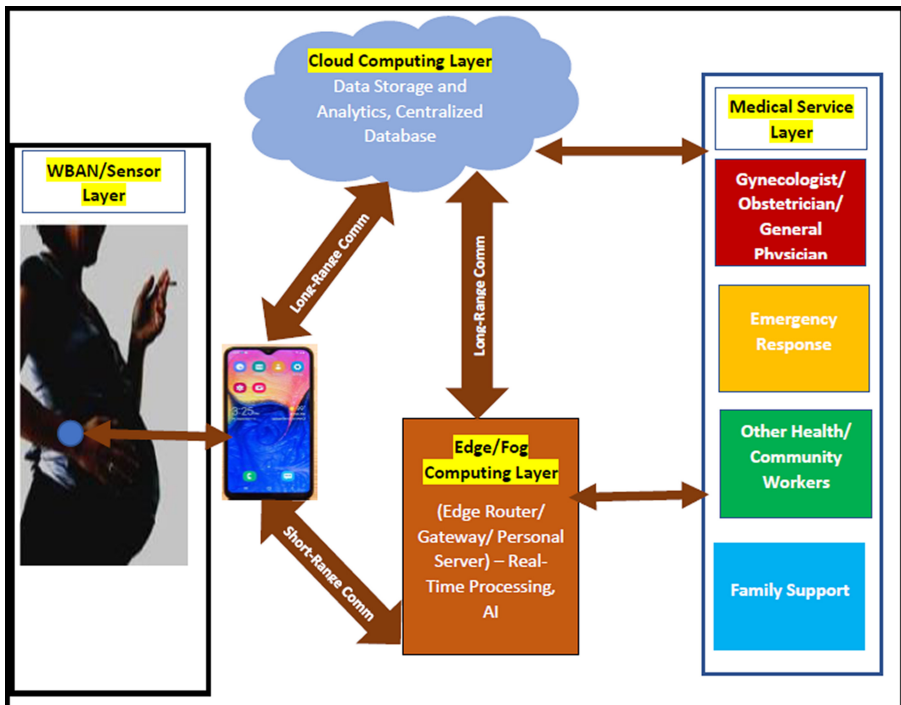 Cloud Computing Layer
Data Storage and
Analytics, Centralized
Database
Medical Service
Layer
WBAN/Sensor
Layer
Gynecologist/
Obstetrician/
General
Physician
Long-Range Comm
Long-Range Comm
Emergency
Response
3:25
Edge/Fog
Computing Layer
(Edge Router/
Gateway/ Personal
Server) – Real-
Time Processing,
AI
Other Health/
Community
Workers
Short-Range Comm
Family Support